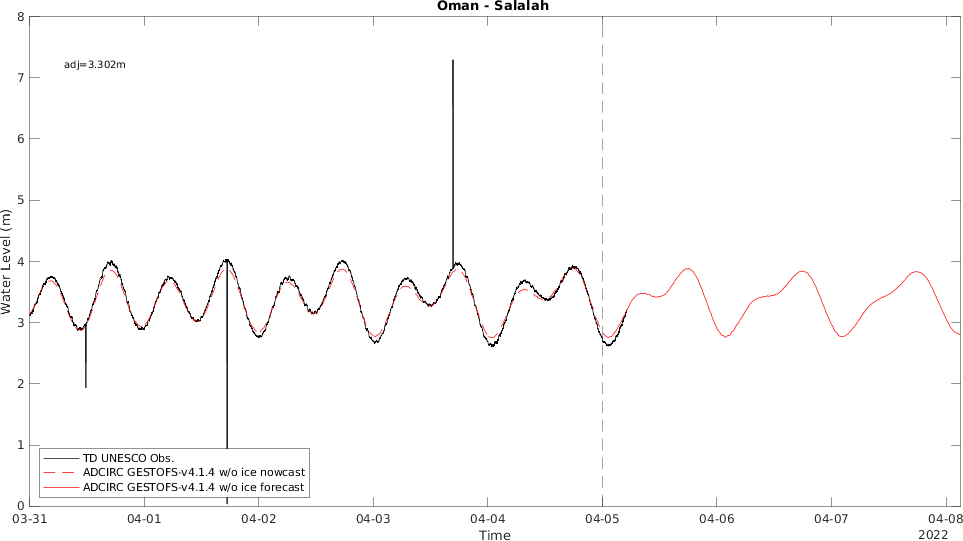 Oman - Salalah
adj=3.302m
Water Level (m)
8
7
6
5
4
3
2
1
0
TD UNESCO Obs.
ADCIRC GESTOFS-v4.1.4 w/o ice nowcast
ADCIRC GESTOFS-v4.1.4 w/o ice forecast
03-31 04-01 04-02 04-03 04-04 04-05 04-06 04-07 04-08
Time
2022